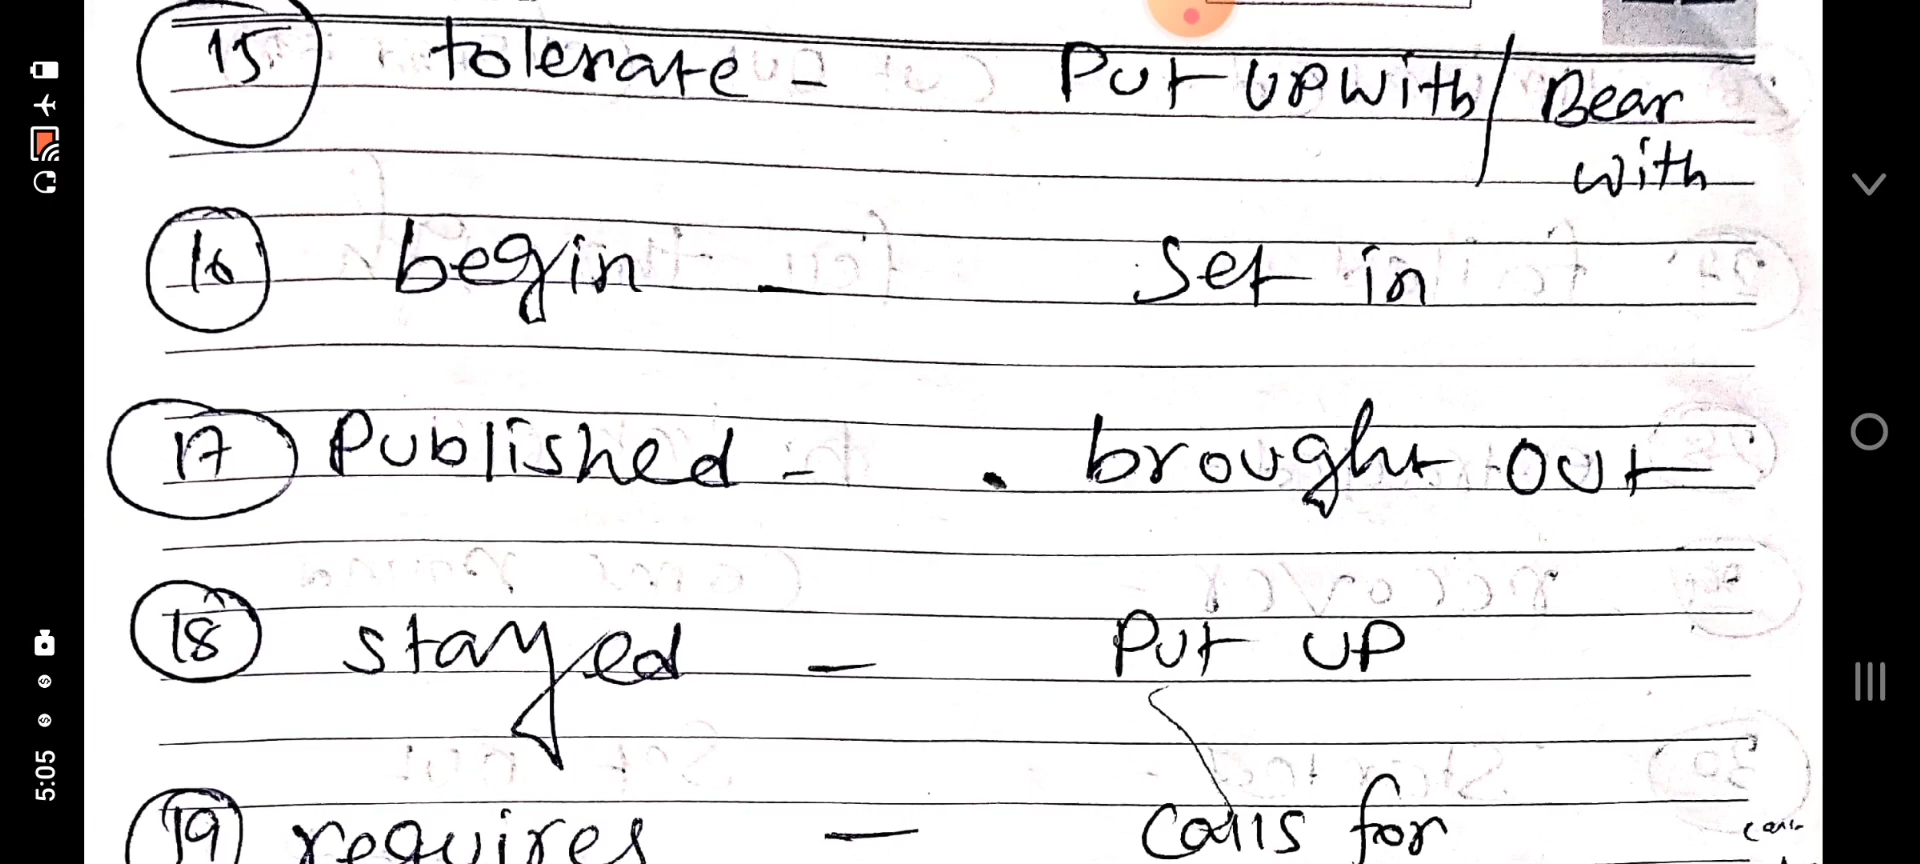 15 tolerate - Put up with / Bear with
16 begin - Set in
17 Published - . brought out
18 stayed - Put up
19 requires - calls for
5:05